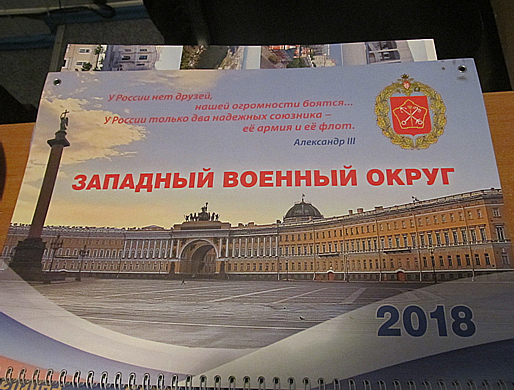 У России нет друзей,
нашей огромности боятся...
У России только два надежных союзника –
её армия и её флот.
Александр III
ЗАПАДНЫЙ ВОЕННЫЙ ОКРУГ
2018